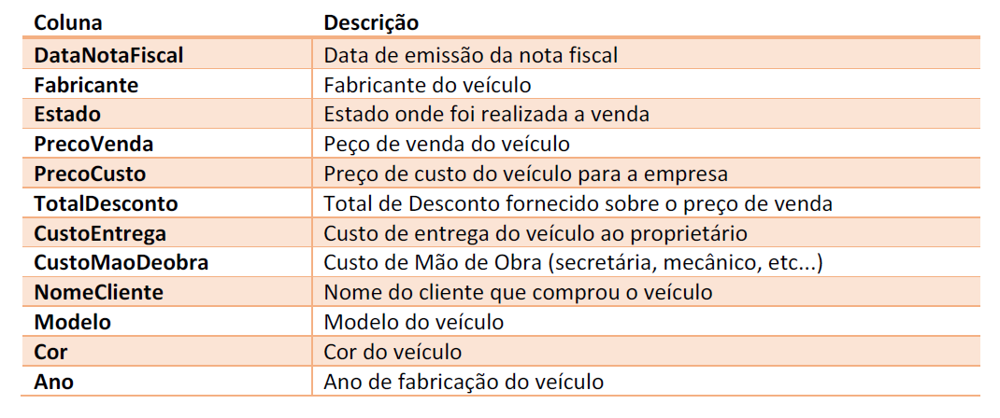 Coluna Descrição
DataNotaFiscal Data de emissão da nota fiscal
Fabricante Fabricante do veículo
Estado Estado onde foi realizada a venda
PrecoVenda Peço de venda do veículo
PrecoCusto Preço de custo do veículo para a empresa
TotalDesconto Total de Desconto fornecido sobre o preço de venda
CustoEntrega Custo de entrega do veículo ao proprietário
CustoMaoDeobra Custo de Mão de Obra (secretária, mecânico, etc...)
NomeCliente Nome do cliente que comprou o veículo
Modelo Modelo do veículo
Cor Cor do veículo
Ano Ano de fabricação do veículo